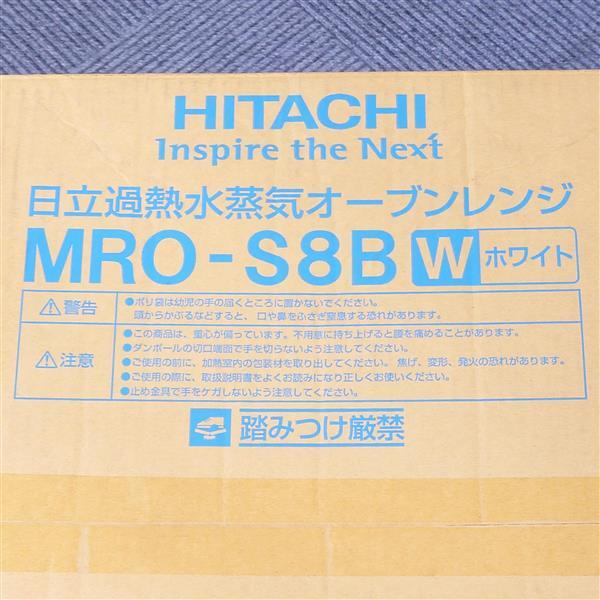 HITACHI
Inspire the Next
日立過熱水蒸気オーブンレンジ
MRO-S8B W ホワイト
⚠警告
●ポリ袋は幼児の手の届くところに置かないでください。
頭からかぶるなどすると、口や鼻をふさぎ窒息する恐れがあります。
⚠注意
●この商品は、重心が偏っています。不用意に持ち上げると腰を痛めることがあります。
●ダンボールの切口端面で手を切らないよう注意してください。
●ご使用の前に、加熱室内の包装材を取り出してください。焦げ、変形、発火の恐れがあります。
●ご使用の際に、取扱説明書をよくお読みになり正しくお使いください。
●止め金具で手をケガしないよう注意してください。
踏みつけ厳禁